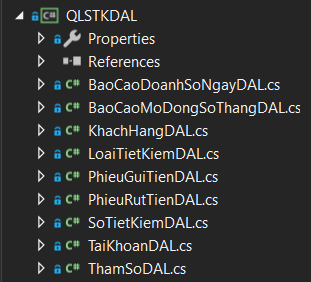 C# QLSTKDAL
Properties
References
C# BaoCaoDoanhSoNgayDAL.cs
C# BaoCaoMoDongSoThangDAL.cs
C# KhachHangDAL.cs
C# LoaiTietKiemDAL.cs
C# PhieuGuiTienDAL.cs
C# PhieuRutTienDAL.cs
C# SoTietKiemDAL.cs
C# TaiKhoanDAL.cs
C# ThamSoDAL.cs